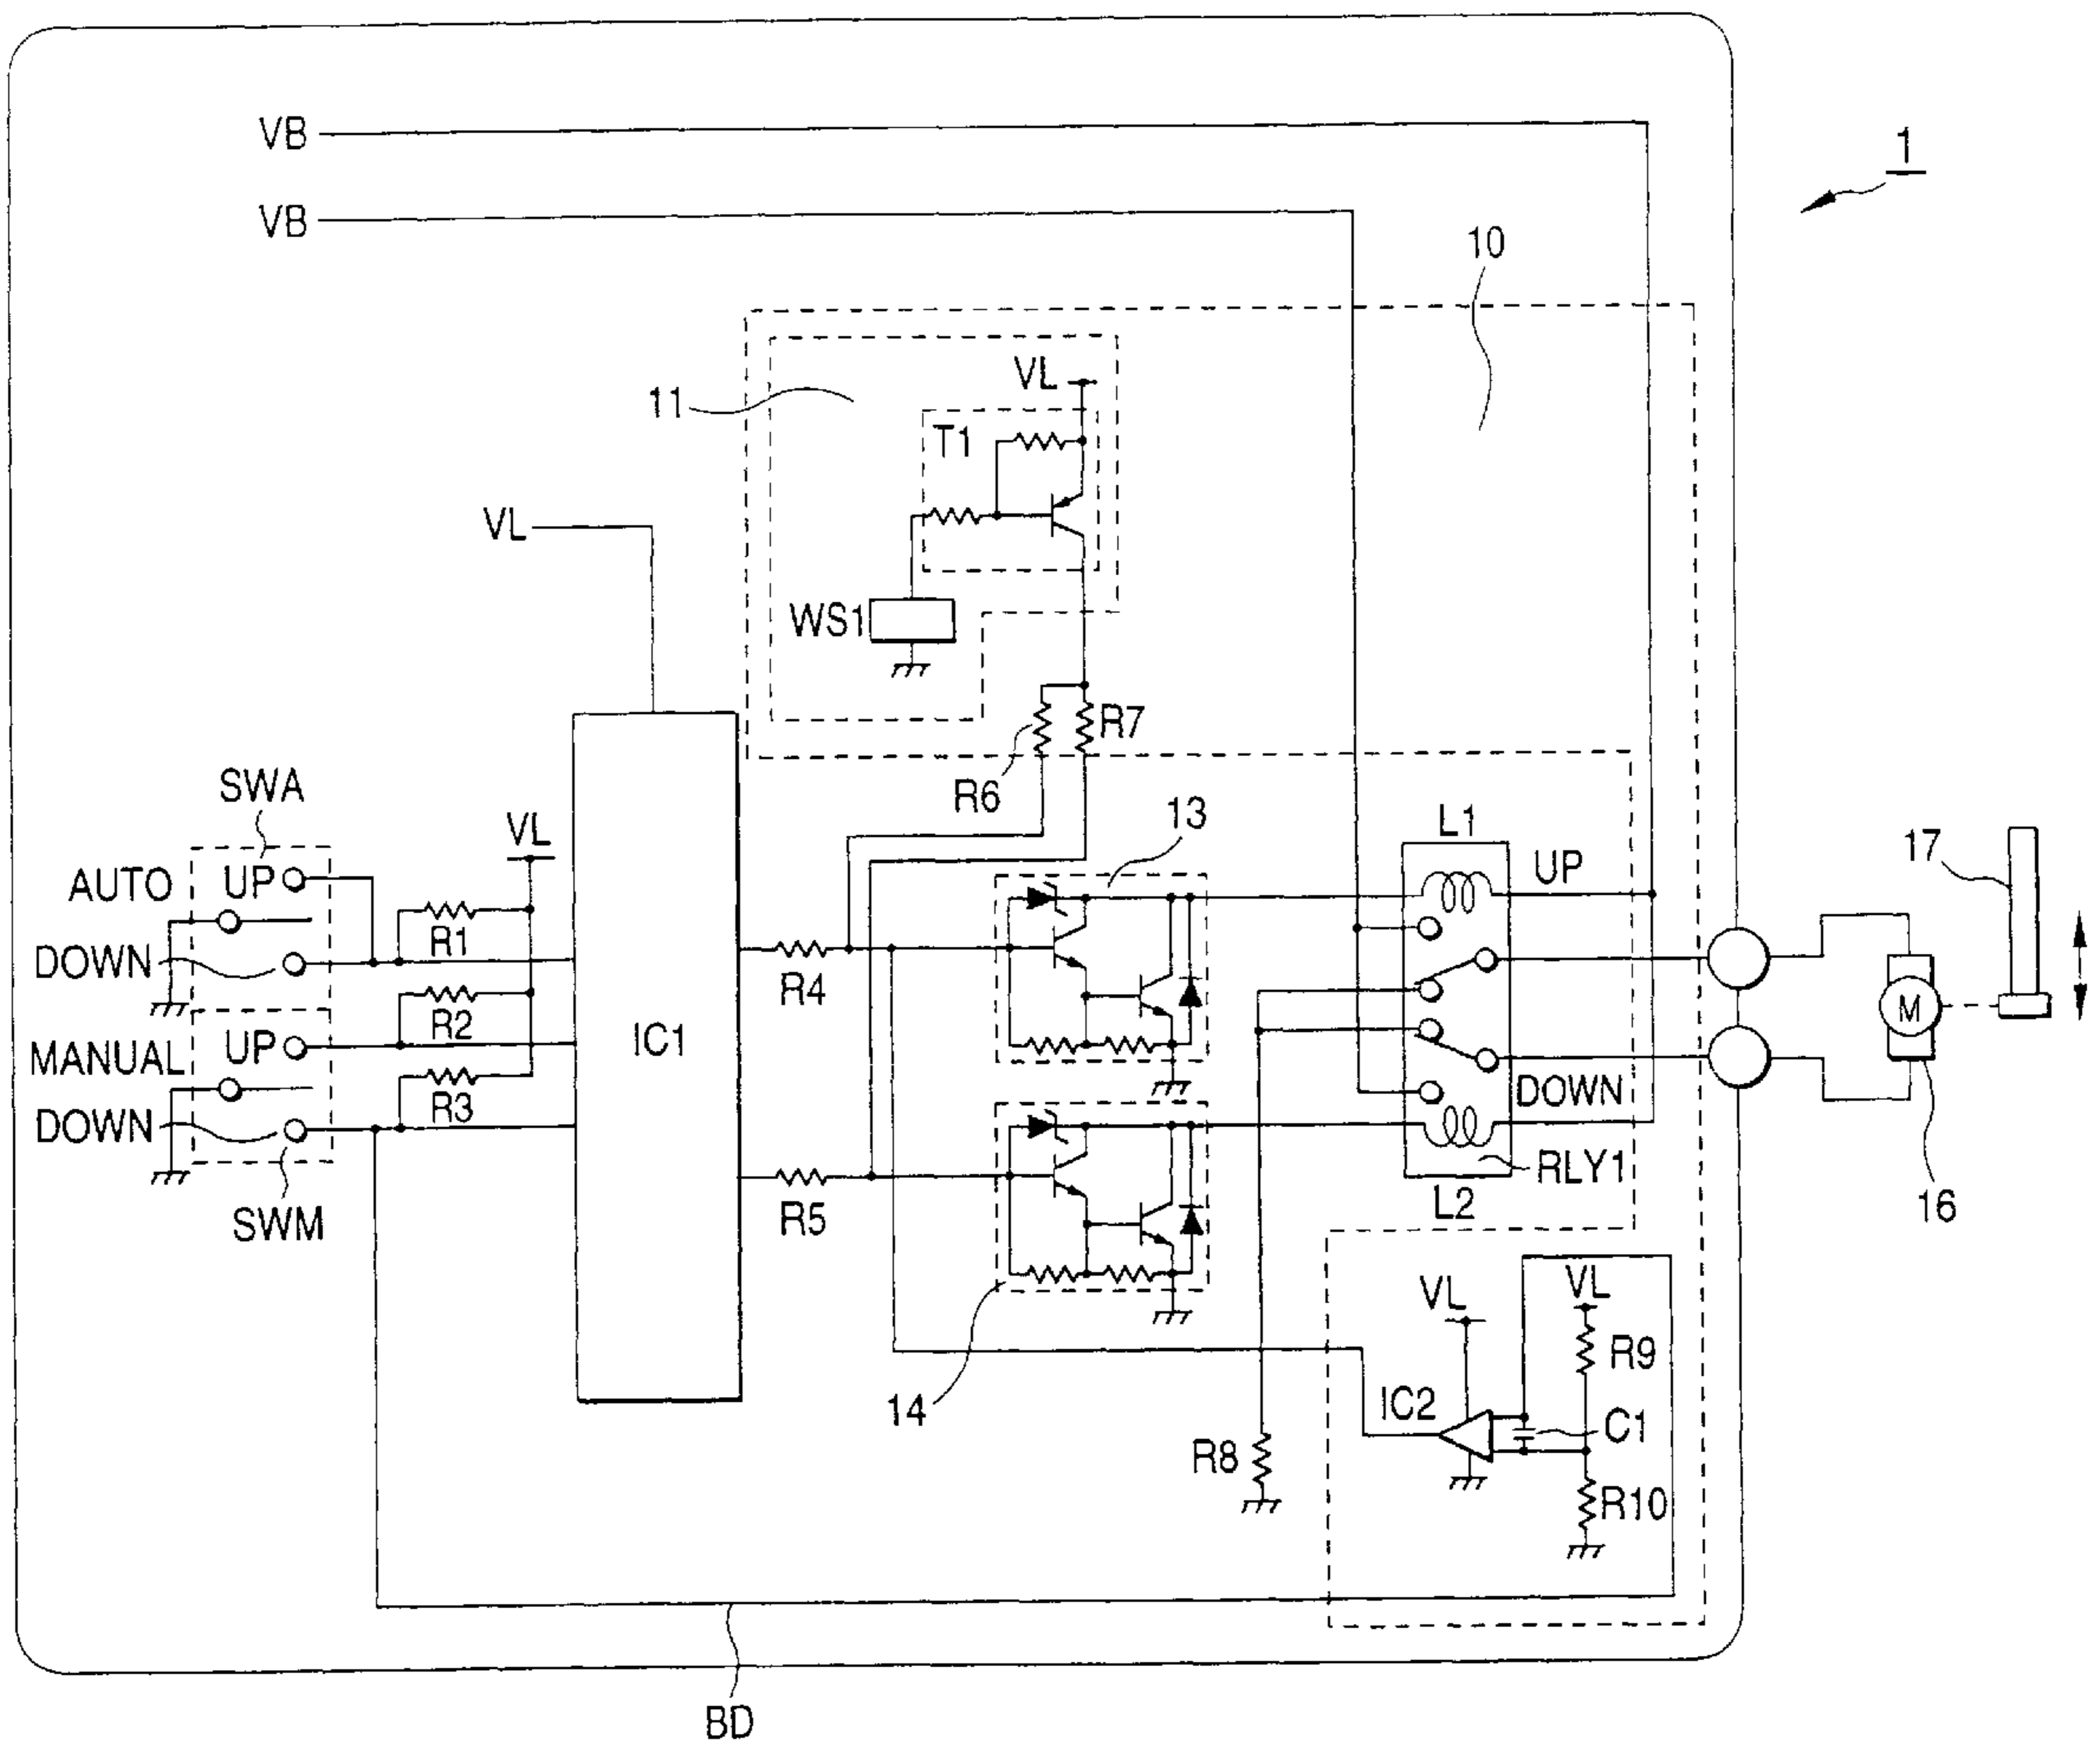 VB
1
VB
10
VL
11
T1
VL
WS1
R7
R6
SWA
VL
13
L1
17
AUTO
UP
UP
R1
DOWN
R4
M
R2
IC1
MANUAL
UP
R3
DOWN
DOWN
RLY1
R5
L2
16
SWM
VL
VL
R9
14
IC2
C1
R8
R10
BD